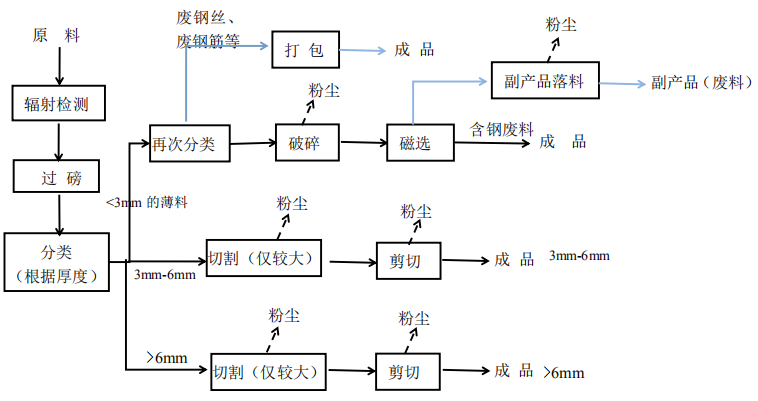 原 料
辐射检测
过 磅
分类
（根据厚度）
<3mm 的薄料
再次分类
废钢丝、
废钢筋等
打 包
成 品
粉尘
破碎
磁选
粉尘
副产品落料
副产品（废料）
含钢废料
成 品
3mm-6mm
粉尘
切割（仅较大）
粉尘
剪切
成 品
3mm-6mm
>6mm
粉尘
切割（仅较大）
粉尘
剪切
成 品
>6mm